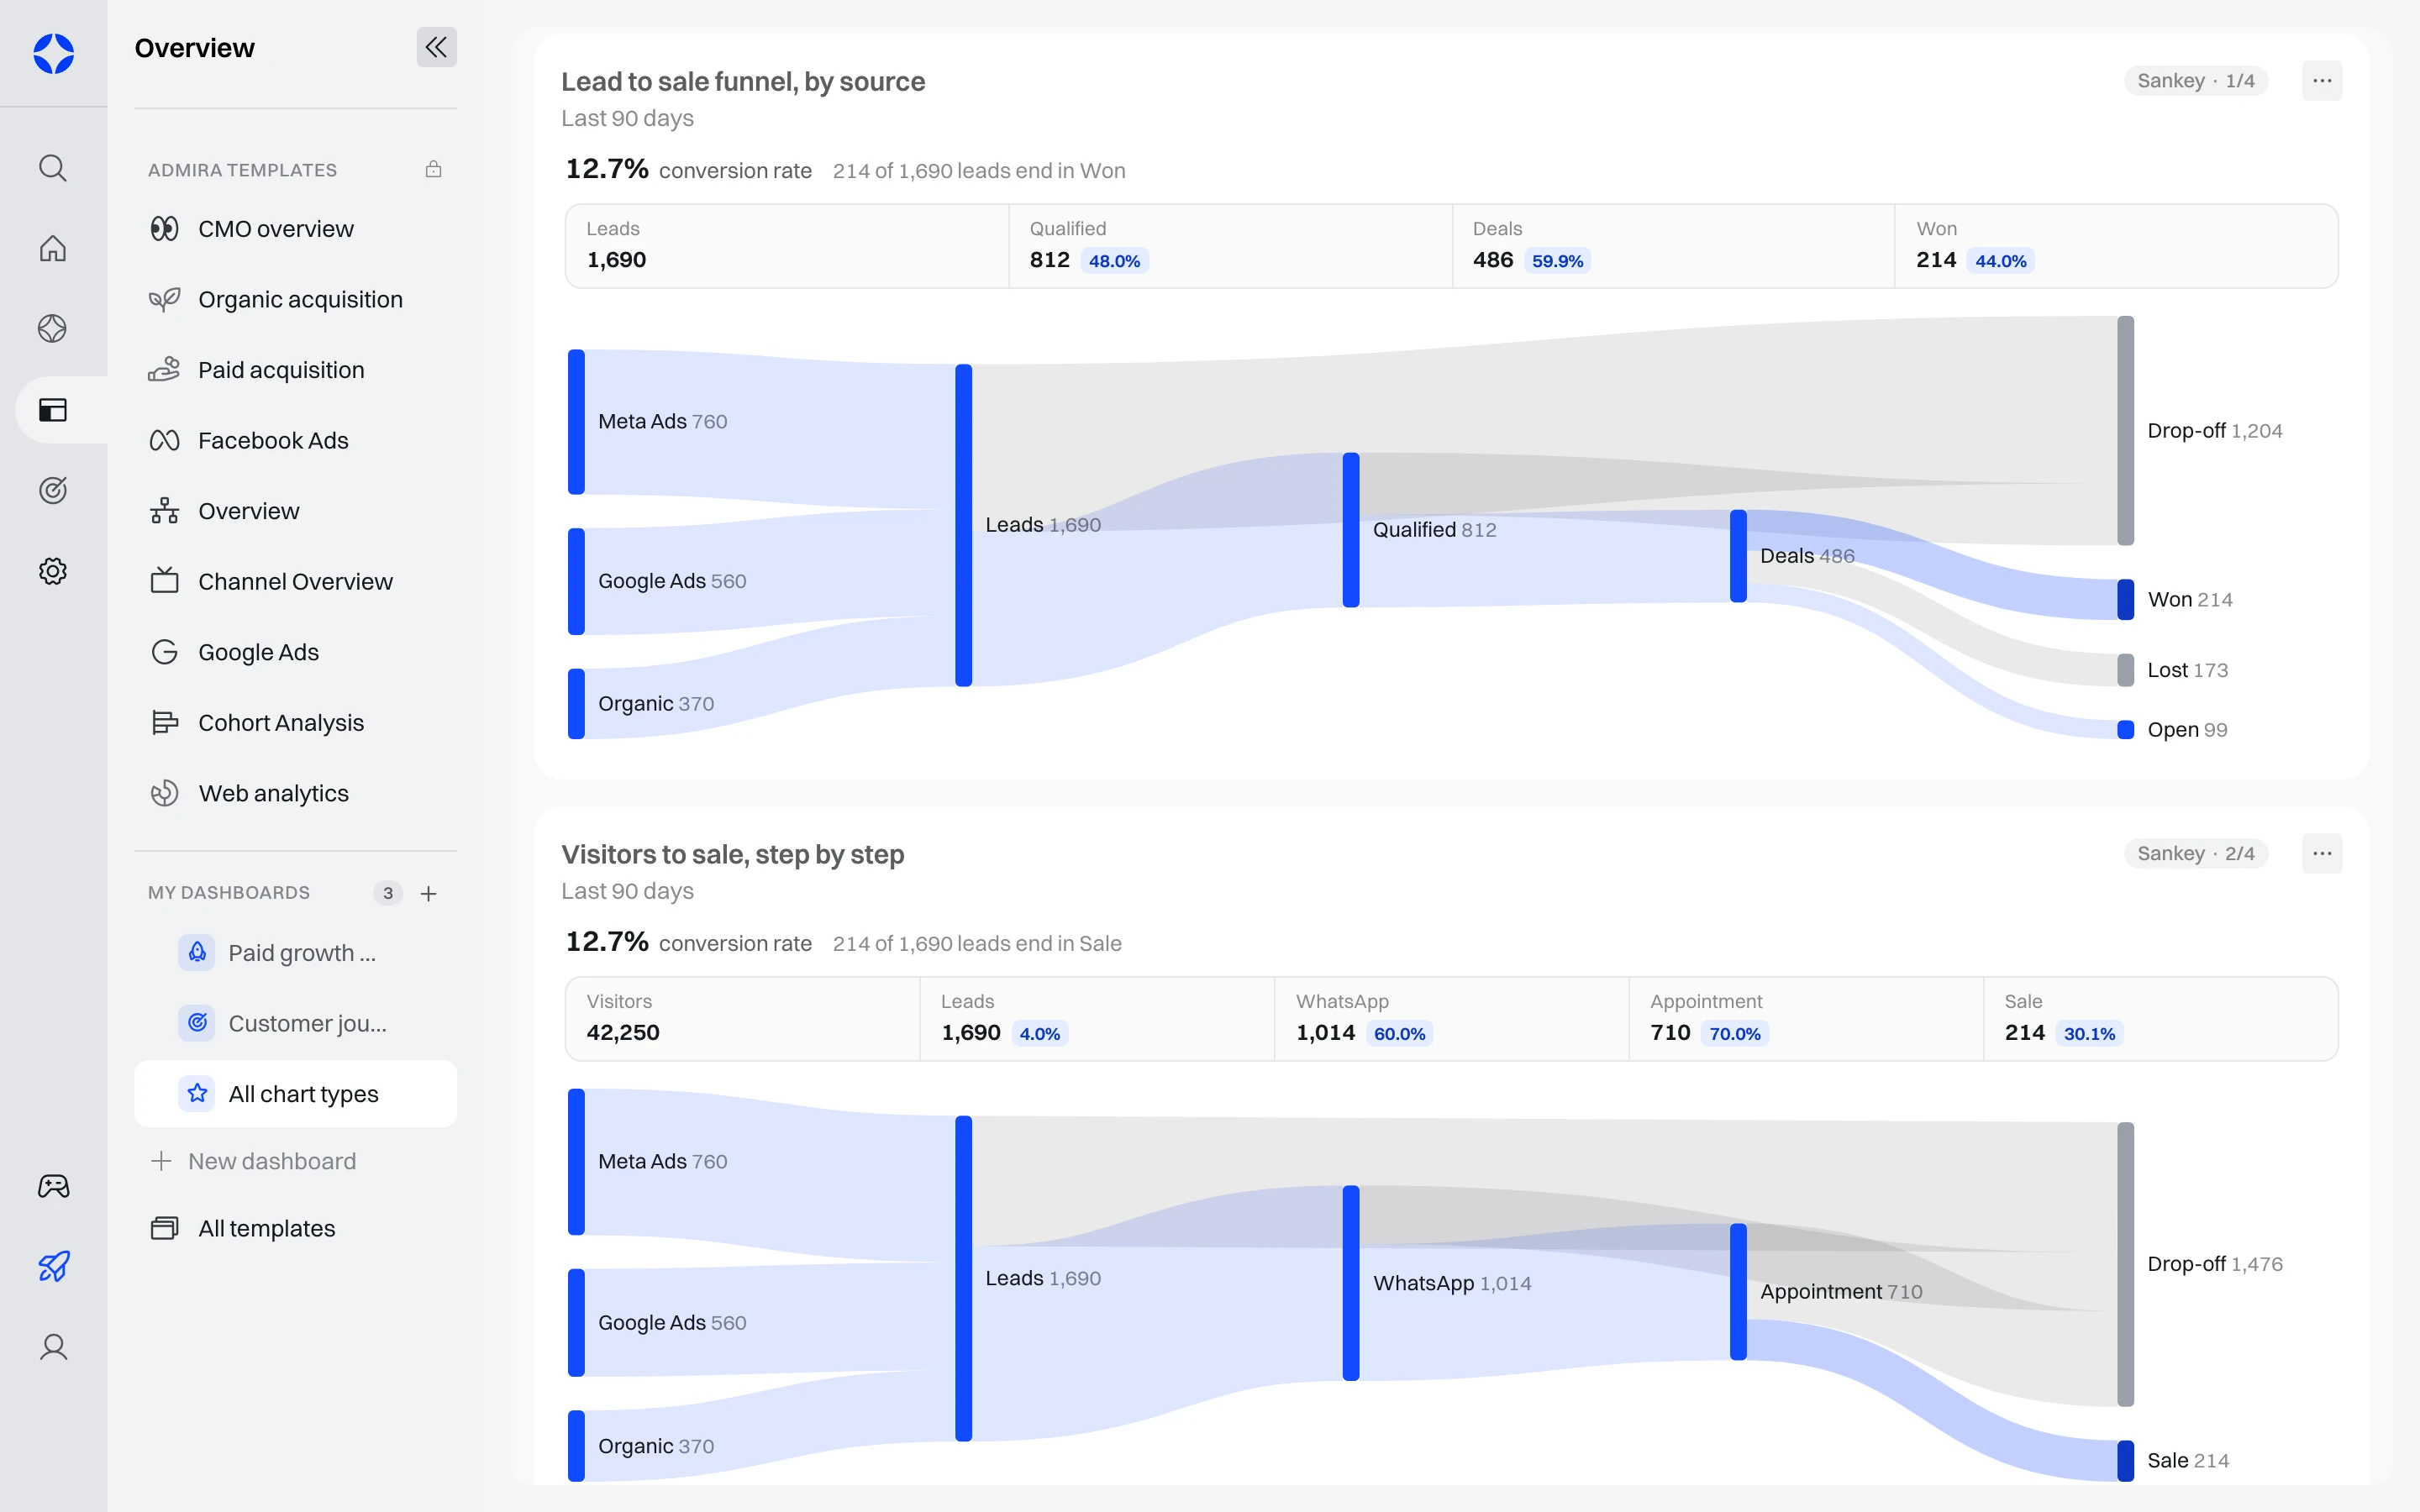 Overview
ADMIRA TEMPLATES
CMO overview
Organic acquisition
Paid acquisition
Facebook Ads
Overview
Channel Overview
Google Ads
Cohort Analysis
Web analytics
MY DASHBOARDS 3
Paid growth ...
Customer jou...
All chart types
New dashboard
All templates
Lead to sale funnel, by source
Sankey · 1/4
Last 90 days
12.7% conversion rate 214 of 1,690 leads end in Won
Leads
1,690
Qualified
812 48.0%
Deals
486 59.9%
Won
214 44.0%
Meta Ads 760
Google Ads 560
Organic 370
Leads 1,690
Qualified 812
Deals 486
Drop-off 1,204
Won 214
Lost 173
Open 99
Visitors to sale, step by step
Sankey · 2/4
Last 90 days
12.7% conversion rate 214 of 1,690 leads end in Sale
Visitors
42,250
Leads
1,690 4.0%
WhatsApp
1,014 60.0%
Appointment
710 70.0%
Sale
214 30.1%
Meta Ads 760
Google Ads 560
Organic 370
Leads 1,690
WhatsApp 1,014
Appointment 710
Drop-off 1,476
Sale 214